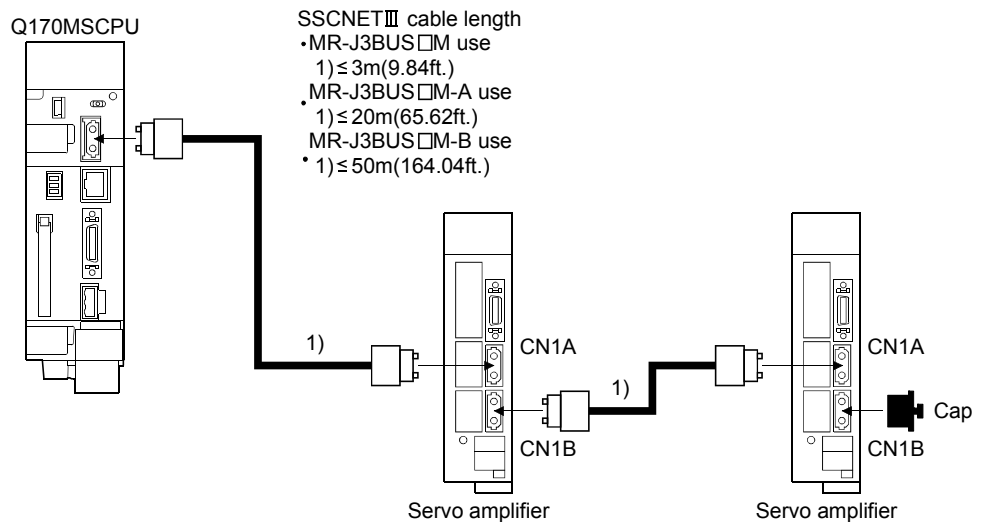 Q170MSCPU
SSCNETⅢ cable length
・MR-J3BUS□M use
1)≤3m(9.84ft.)
・MR-J3BUS□M-A use
1)≤20m(65.62ft.)
MR-J3BUS□M-B use
・1)≤50m(164.04ft.)
1)
CN1A
CN1B
Servo amplifier
1)
CN1A
Cap
CN1B
Servo amplifier